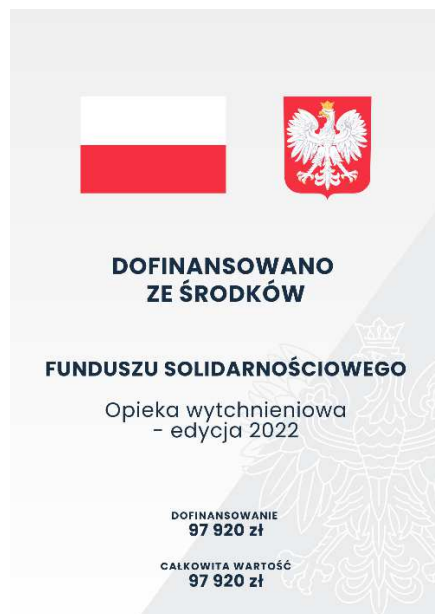 DOFINANSOWANO
ZE ŚRODKÓW
FUNDUSZU SOLIDARNOŚCIOWEGO
Opieka wytchnieniowa
- edycja 2022
DOFINANSOWANIE
97 920 zł
CAŁKOWITA WARTOŚĆ
97 920 zł